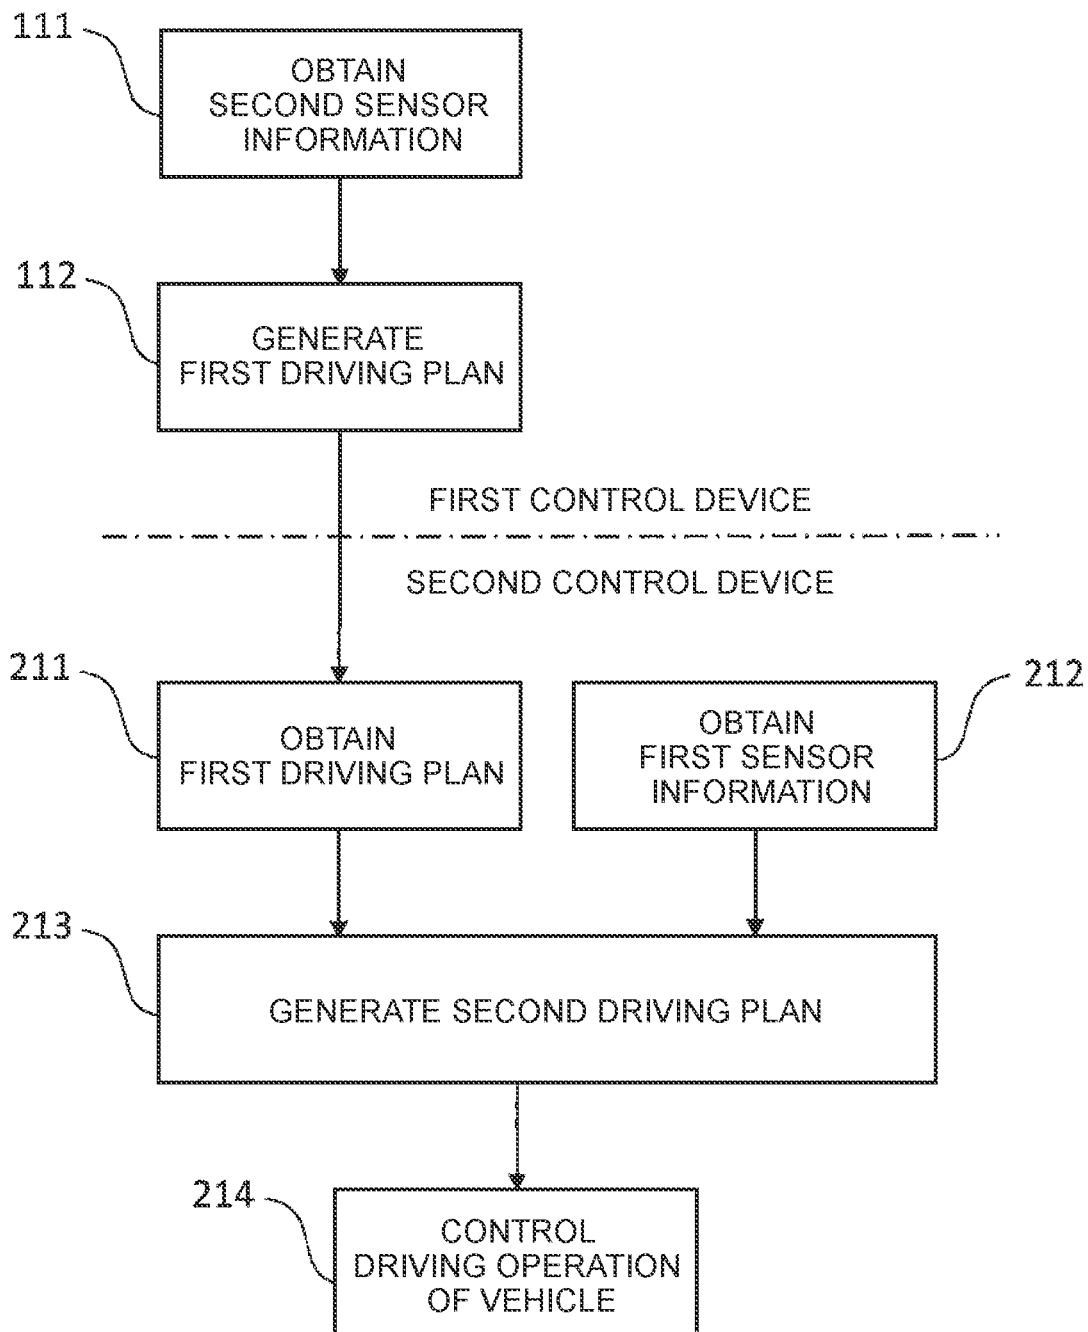 111
OBTAIN
SECOND SENSOR
INFORMATION
112
GENERATE
FIRST DRIVING PLAN
FIRST CONTROL DEVICE
SECOND CONTROL DEVICE
211
OBTAIN
FIRST DRIVING PLAN
212
OBTAIN
FIRST SENSOR
INFORMATION
213
GENERATE SECOND DRIVING PLAN
214
CONTROL
DRIVING OPERATION
OF VEHICLE